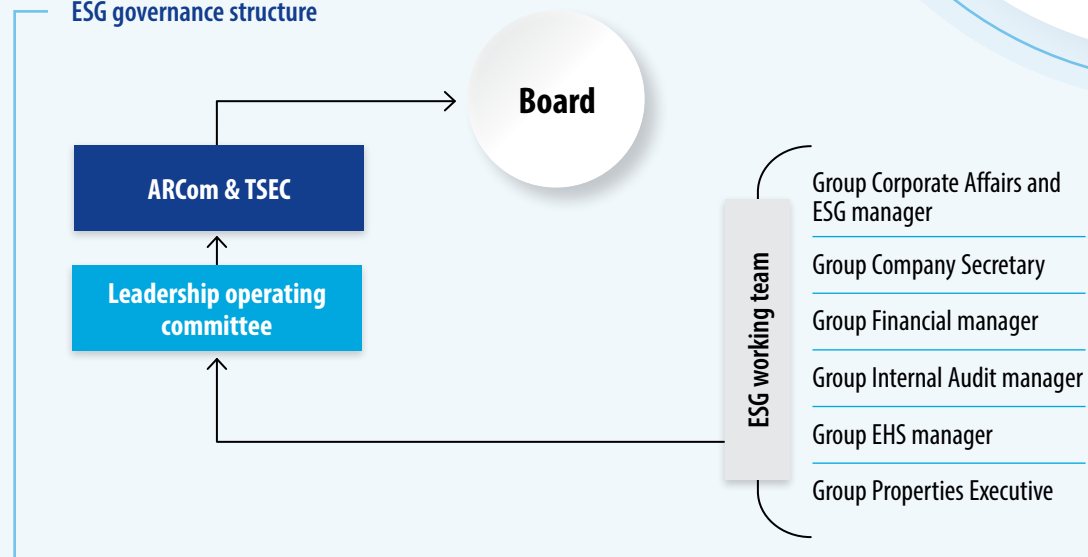 ESG governance structure
Board
ARCom & TSEC
Leadership operating
committee
ESG working team
Group Corporate Affairs and
ESG manager
Group Company Secretary
Group Financial manager
Group Internal Audit manager
Group EHS manager
Group Properties Executive